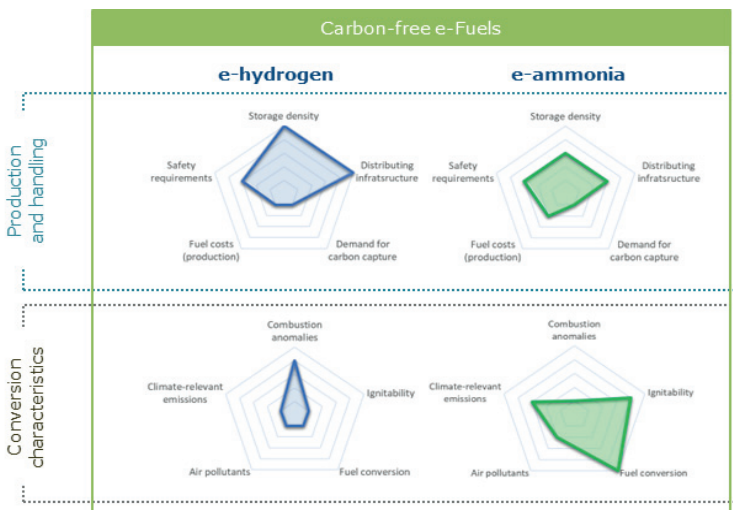 Carbon-free e-Fuels
e-hydrogen
e-ammonia
Production
and handling
Storage density
Distributing
infratsructure
Demand for
carbon capture
Fuel costs
(production)
Safety
requirements
Storage density
Distributing
infratsructure
Demand for
carbon capture
Fuel costs
(production)
Safety
requirements
Conversion
characteristics
Combustion
anomalies
Ignitability
Fuel conversion
Air pollutants
Climate-relevant
emissions
Combustion
anomalies
Ignitability
Fuel conversion
Air pollutants
Climate-relevant
emissions